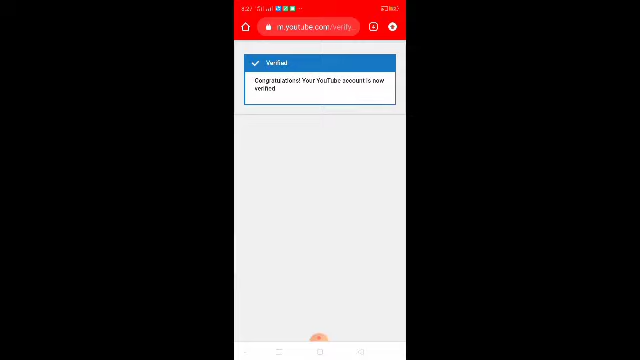 m.youtube.com/verify
Verified
Congratulations! Your YouTube account is now
verified